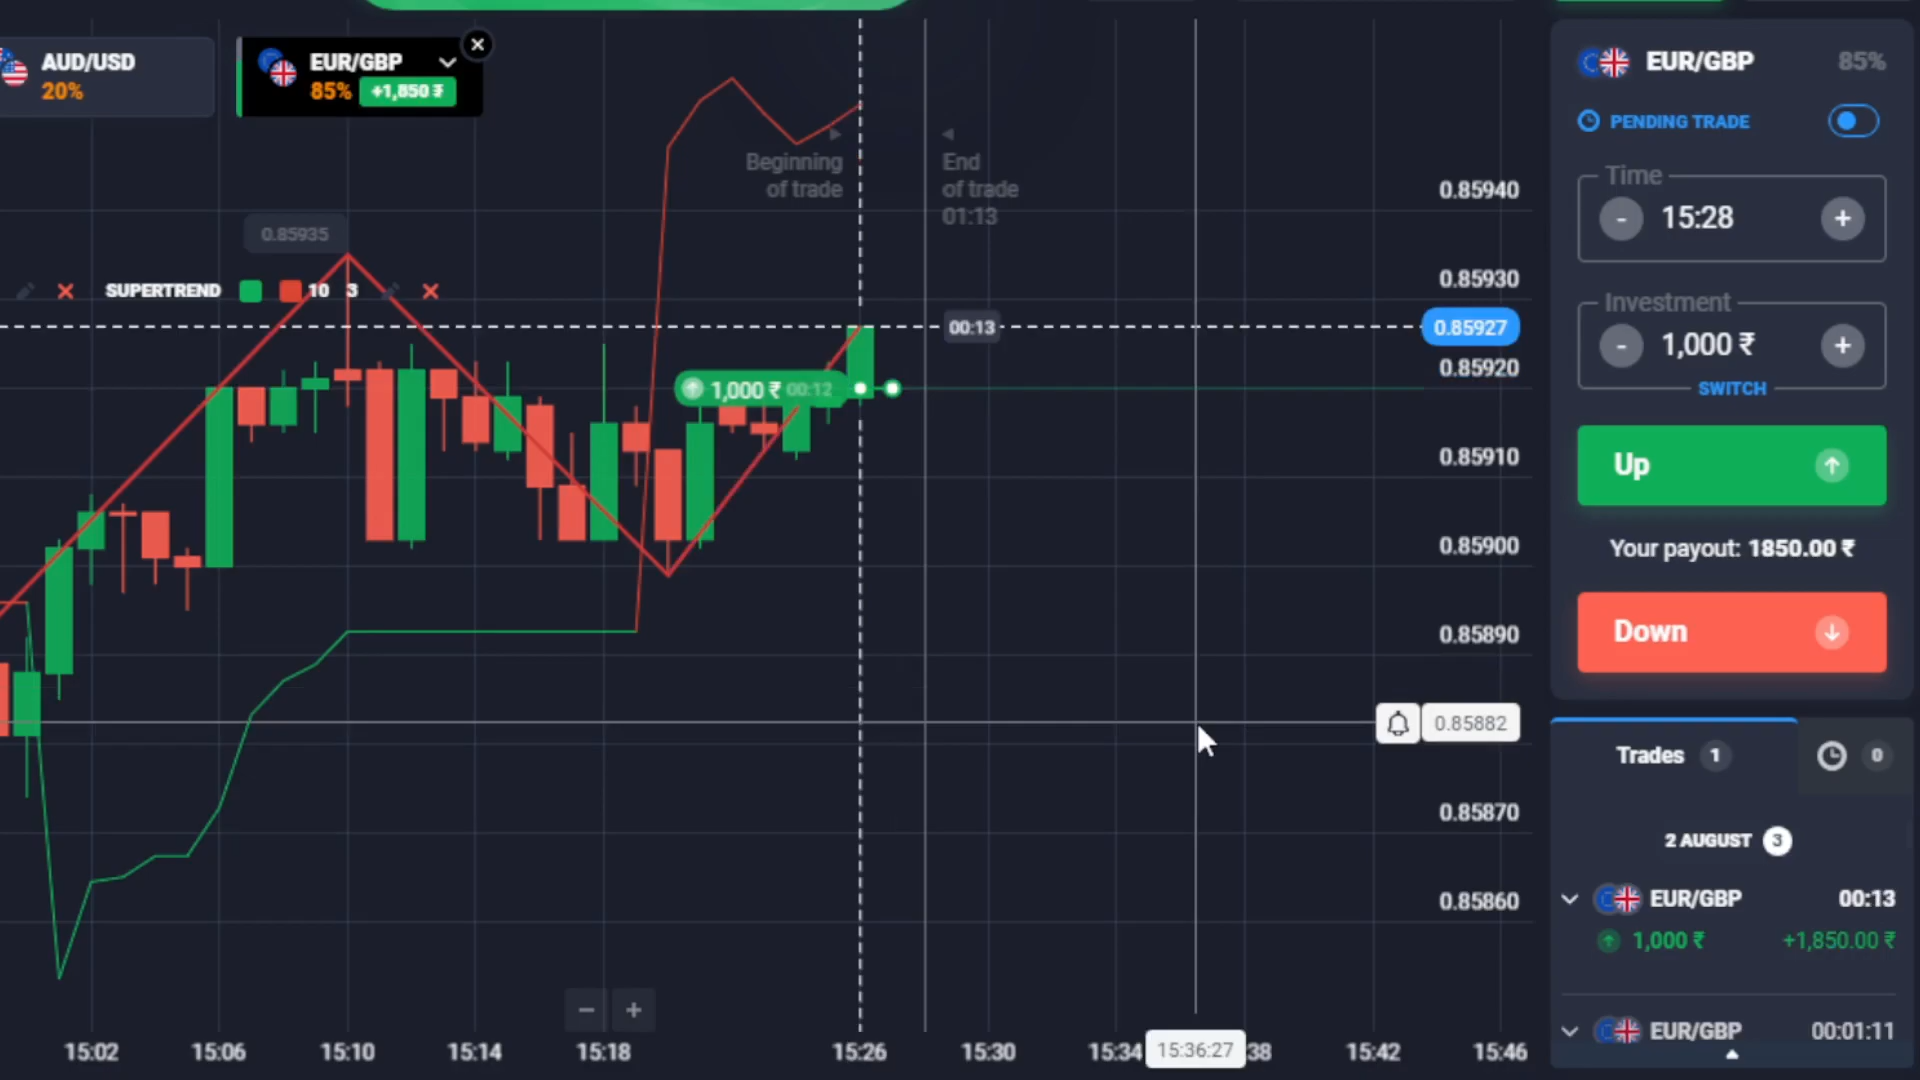 AUD/USD
20%
EUR/GBP
85% +1,850 ₹
0.85935
SUPERTREND 10 3
Beginning
of trade
End
of trade
01:13
00:13
1,000 ₹ 00:12
0.85940
0.85930
0.85927
0.85920
0.85910
0.85900
0.85890
0.85882
0.85870
0.85860
15:02 15:06 15:10 15:14 15:18 15:26 15:30 15:34 15:36:27 38 15:42 15:46
EUR/GBP 85%
PENDING TRADE
Time
- 15:28 +
Investment
- 1,000 ₹ +
SWITCH
Up
Your payout: 1850.00 ₹
Down
Trades 1 0
2 AUGUST 3
EUR/GBP 00:13
1,000 ₹ +1,850.00 ₹
EUR/GBP 00:01:11